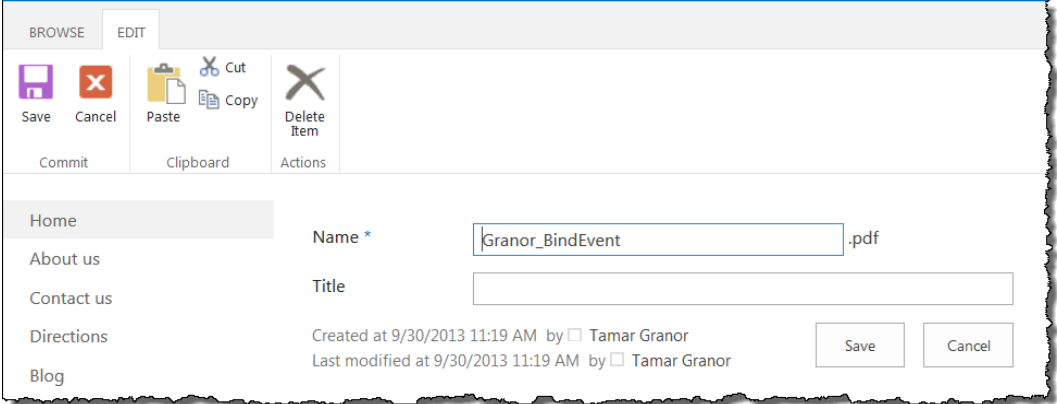 BROWSE EDIT
Save Cancel Paste Cut Copy Delete Item
Commit Clipboard Actions
Home
About us
Contact us
Directions
Blog
Name * Granor_BindEvent .pdf
Title
Created at 9/30/2013 11:19 AM by Tamar Granor
Last modified at 9/30/2013 11:19 AM by Tamar Granor
Save Cancel